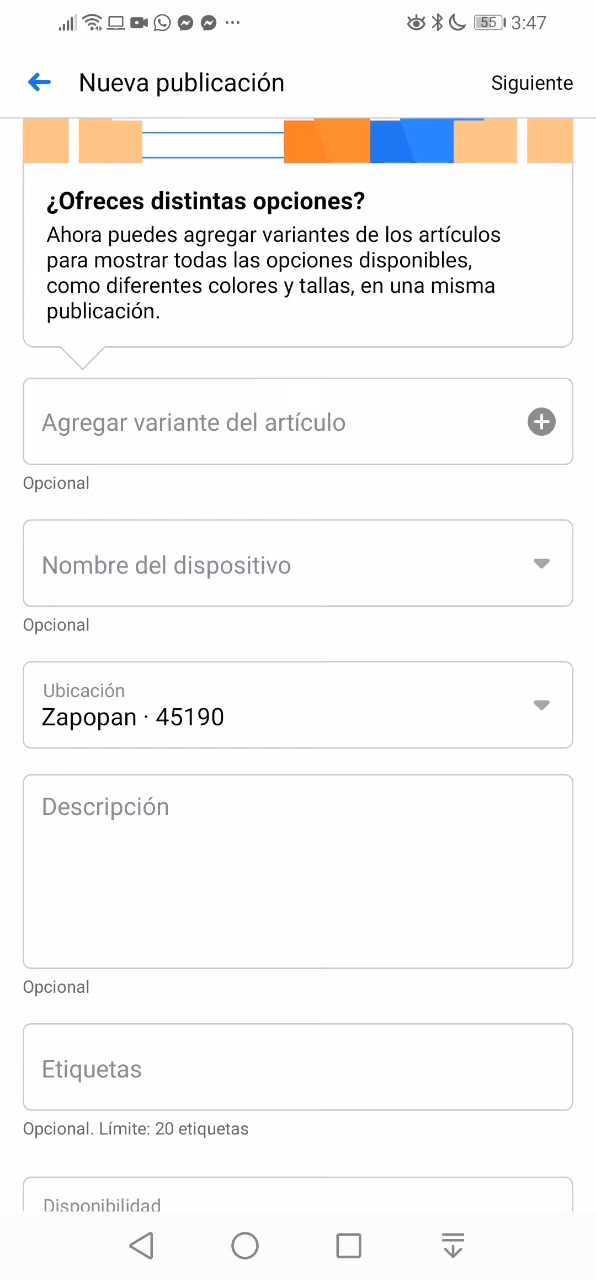 55 3:47
Nueva publicación Siguiente
¿Ofreces distintas opciones?
Ahora puedes agregar variantes de los artículos
para mostrar todas las opciones disponibles,
como diferentes colores y tallas, en una misma
publicación.
Agregar variante del artículo
Opcional
Nombre del dispositivo
Opcional
Ubicación
Zapopan · 45190
Descripción
Opcional
Etiquetas
Opcional. Límite: 20 etiquetas
Disponibilidad